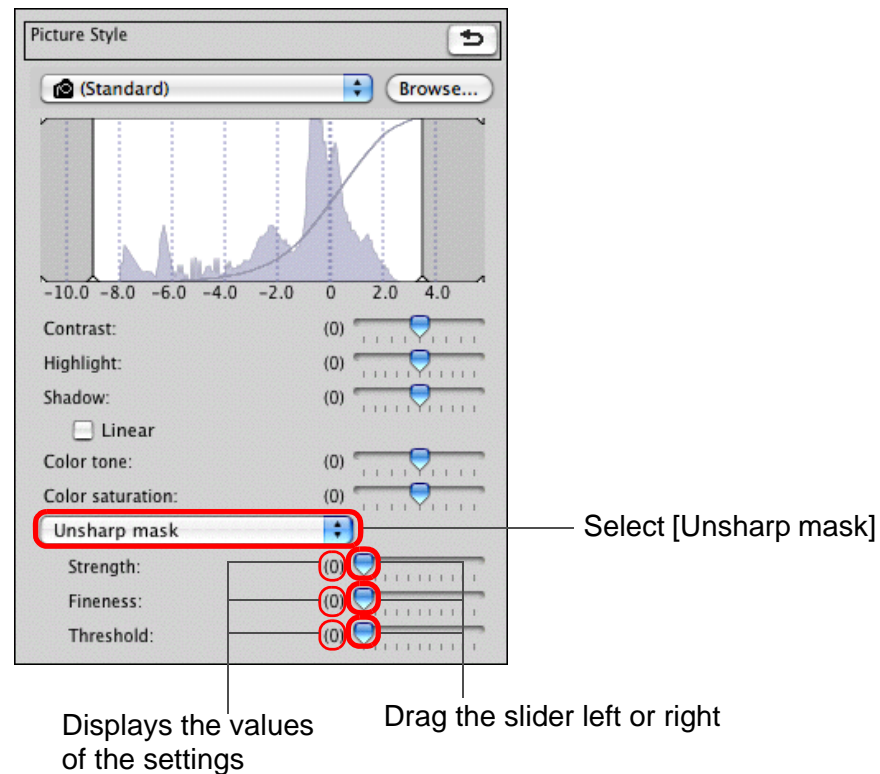 Picture Style
(Standard)
Browse...
-10.0 -8.0 -6.0 -4.0 -2.0 0 2.0 4.0
Contrast: (0)
Highlight: (0)
Shadow: (0)
Linear
Color tone: (0)
Color saturation: (0)
Unsharp mask
Select [Unsharp mask]
Strength: (0)
Fineness: (0)
Threshold: (0)
Displays the values
of the settings
Drag the slider left or right